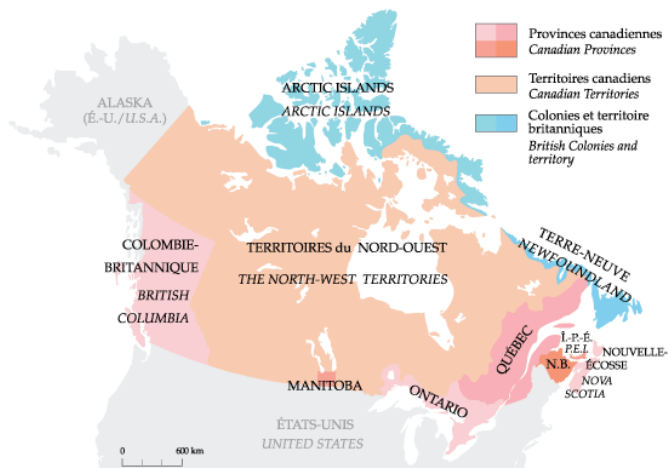 Provinces canadiennes
Canadian Provinces
Territoires canadiens
Canadian Territories
Colonies et territoire
britanniques
British Colonies and
territory
ARCTIC ISLANDS
ARCTIC ISLANDS
ALASKA
(É.-U./U.S.A.)
COLOMBIE-
BRITANNIQUE
BRITISH
COLUMBIA
TERRITOIRES du NORD-OUEST
THE NORTH-WEST TERRITORIES
TERRE-NEUVE
NEWFOUNDLAND
QUÉBEC
Î.-P.-É.
P.E.I.
NOUVELLE-
ÉCOSSE
NOVA
SCOTIA
N.B.
MANITOBA
ONTARIO
ÉTATS-UNIS
UNITED STATES
0 600 km